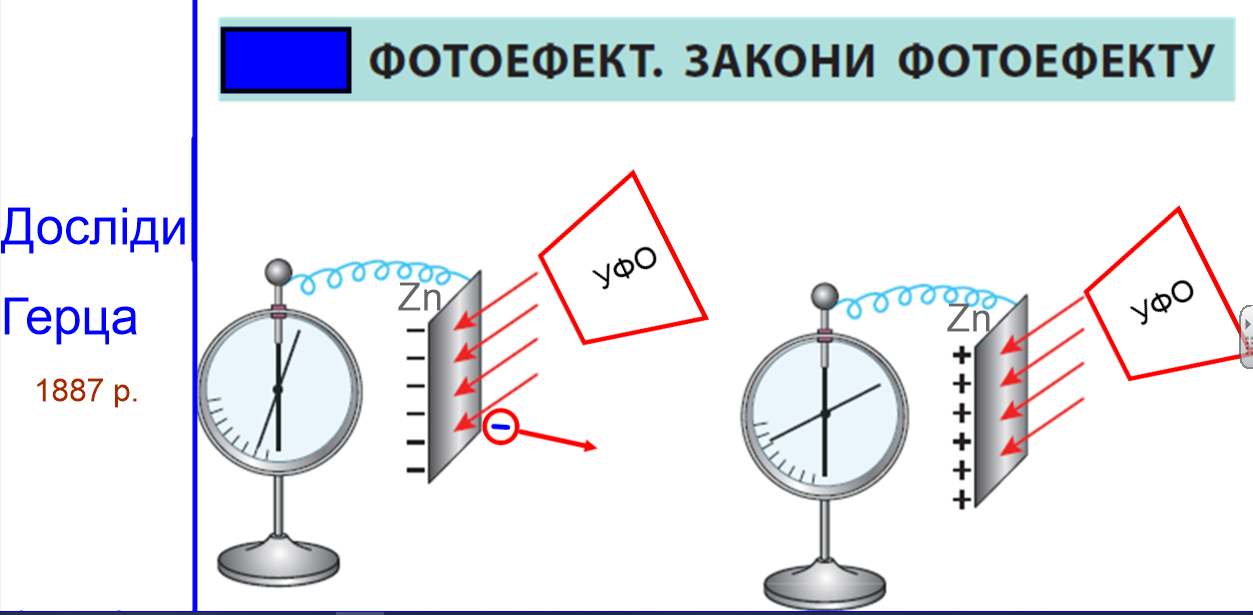 ФОТОЕФЕКТ. ЗАКОНИ ФОТОЕФЕКТУ
Досліди
Герца
1887 р.
Zn
УФО
Zn
УФО